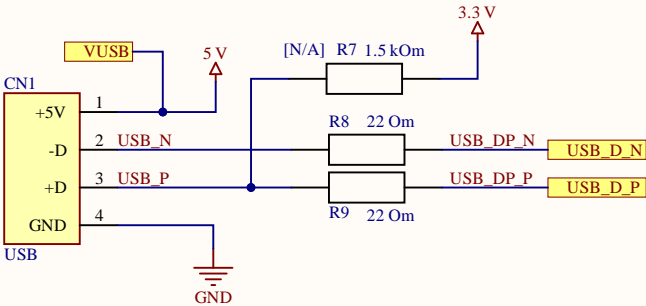 3.3 V
VUSB
5 V
[N/A] R7 1.5 kOm
CN1
+5V 1
R8 22 Om
-D 2 USB_N USB_DP_N USB_D_N
+D 3 USB_P USB_DP_P USB_D_P
R9 22 Om
GND 4
USB
GND